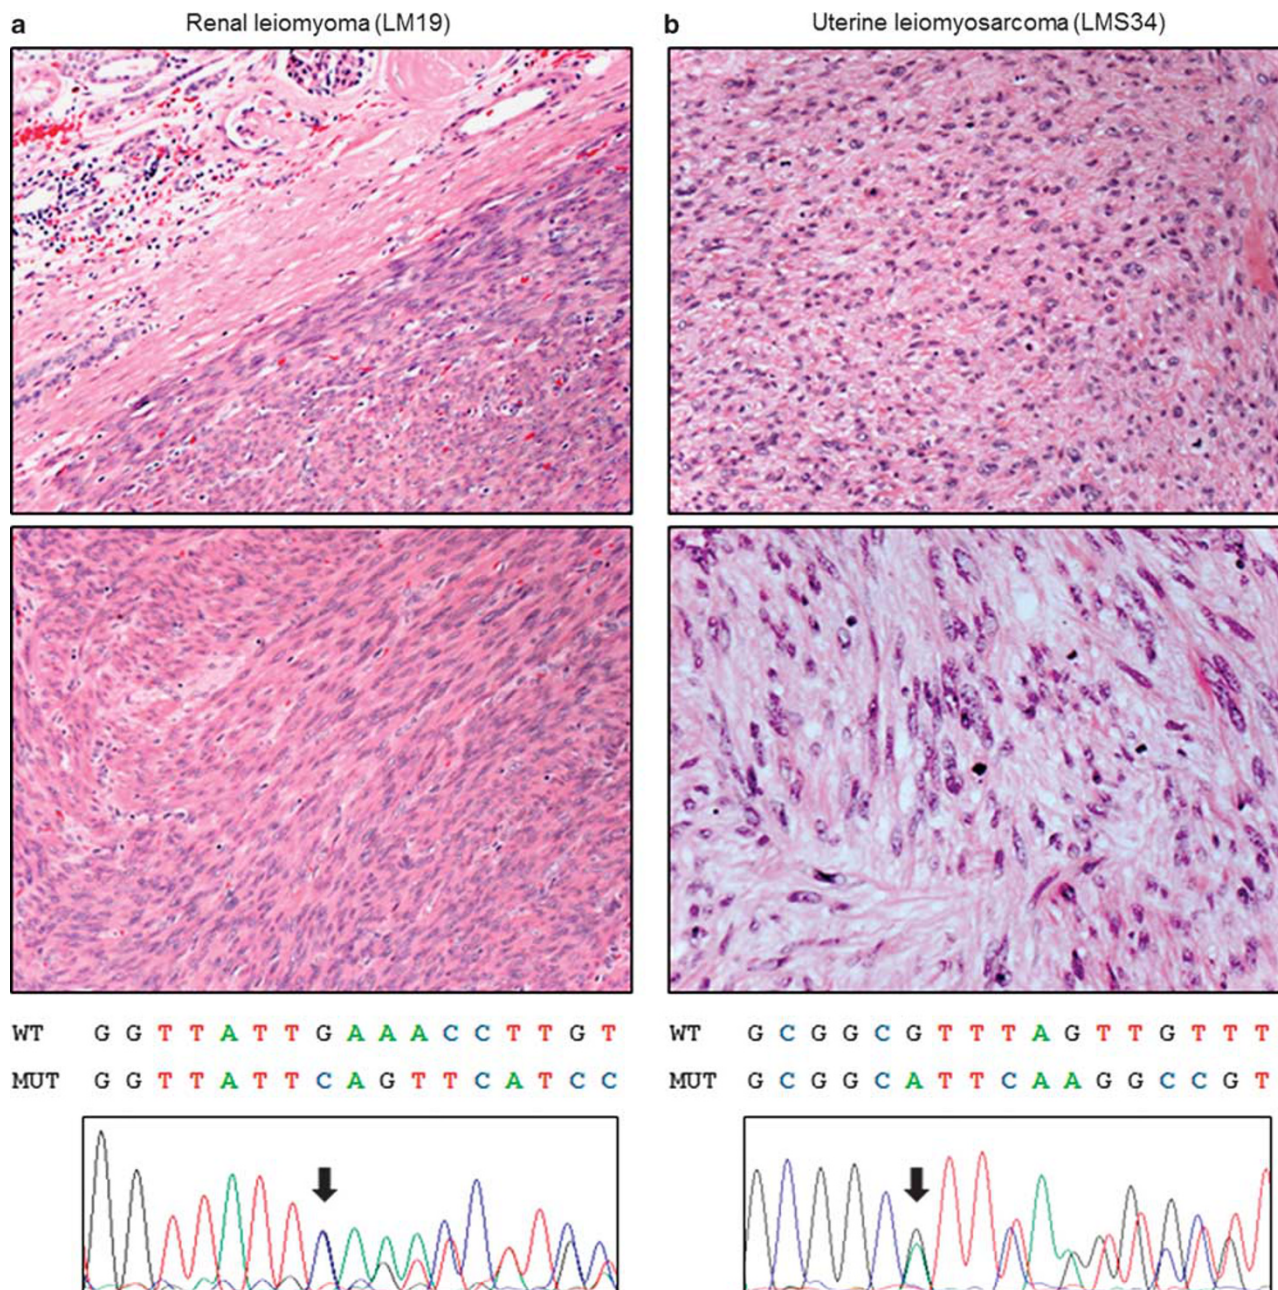 a Renal leiomyoma (LM19)
b Uterine leiomyosarcoma (LMS34)
WT G G T T A T T G A A A C C T T G T
MUT G G T T A T T C A G T T C A T C C
WT G C G G C G T T T A G T T G T T T
MUT G C G G C A T T C A A G G C C G T